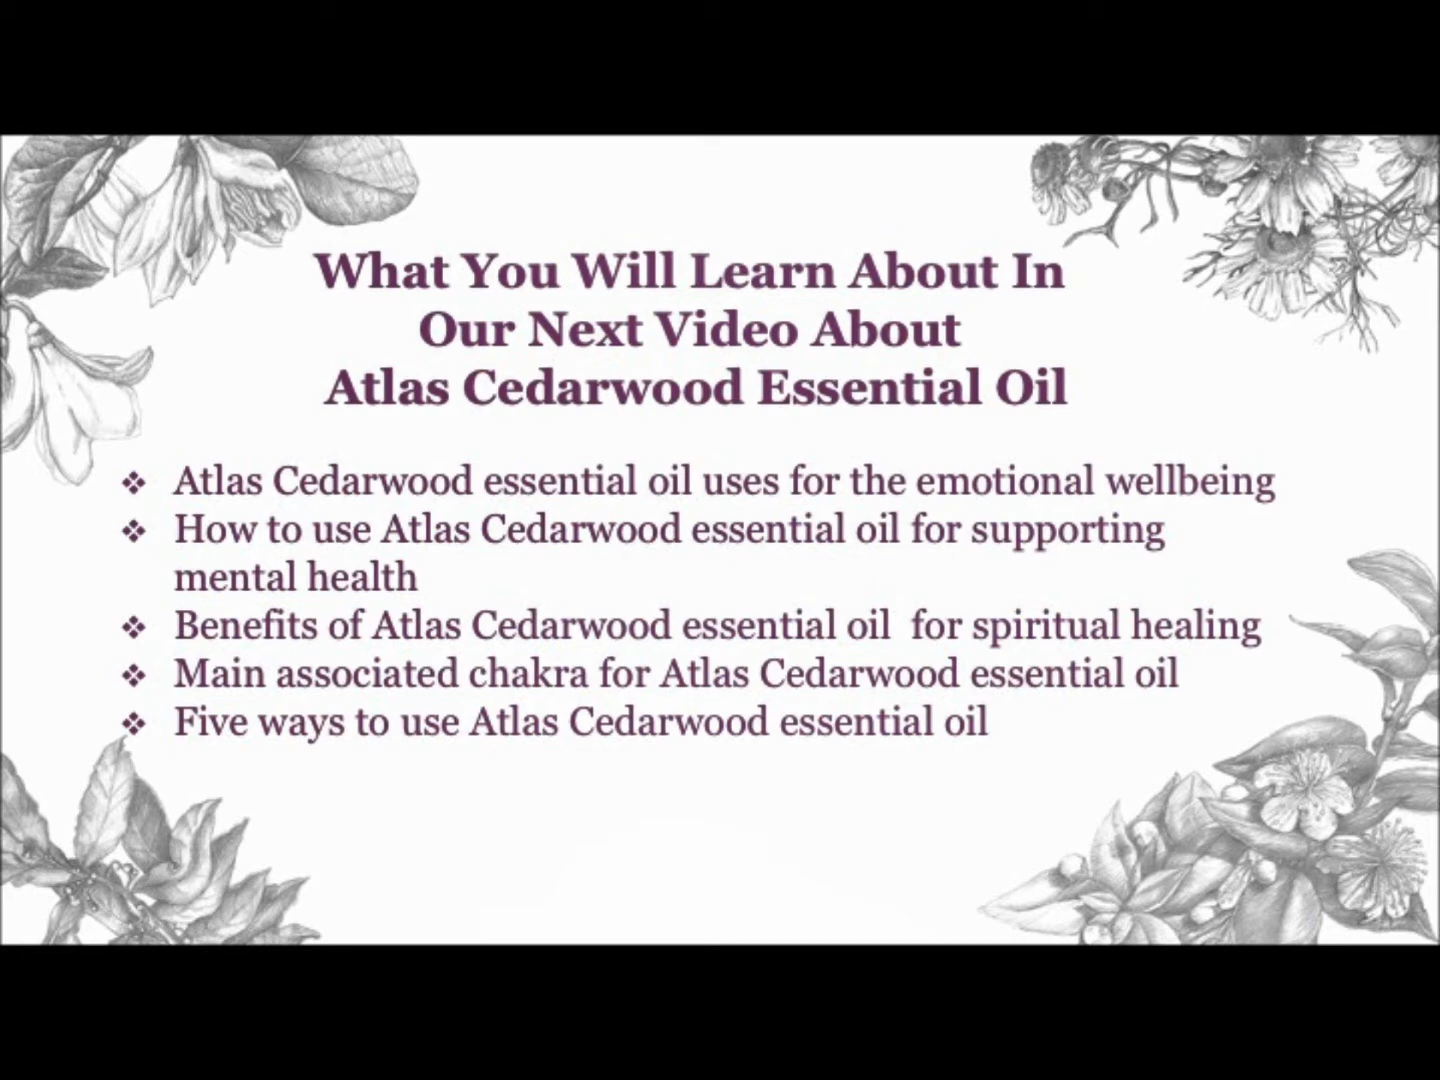 What You Will Learn About In
Our Next Video About
Atlas Cedarwood Essential Oil
❖ Atlas Cedarwood essential oil uses for the emotional wellbeing
❖ How to use Atlas Cedarwood essential oil for supporting
mental health
❖ Benefits of Atlas Cedarwood essential oil  for spiritual healing
❖ Main associated chakra for Atlas Cedarwood essential oil
❖ Five ways to use Atlas Cedarwood essential oil